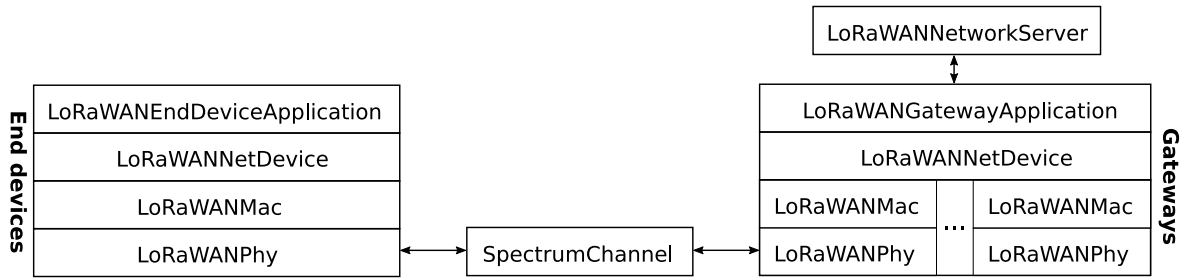 LoRaWANNetworkServer
End devices
LoRaWANEndDeviceApplication
LoRaWANNetDevice
LoRaWANMac
LoRaWANPhy
SpectrumChannel
LoRaWANGatewayApplication
LoRaWANNetDevice
LoRaWANMac ... LoRaWANMac
LoRaWANPhy LoRaWANPhy
Gateways